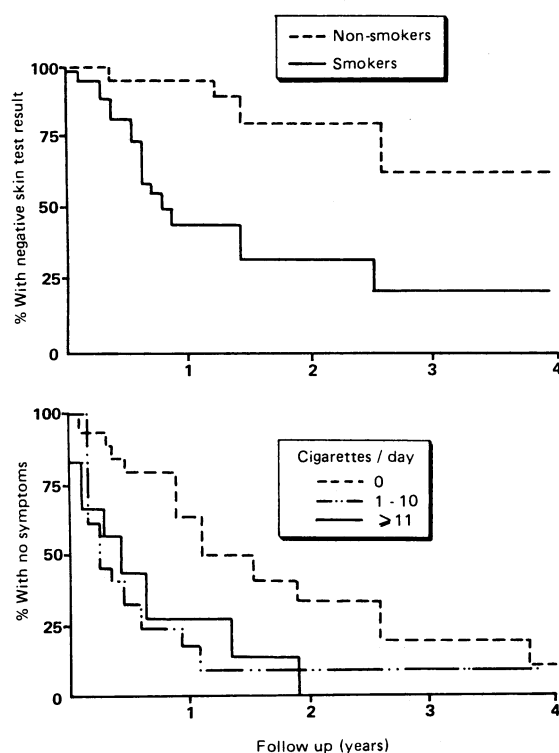 Non-smokers
Smokers
% With negative skin test result
100
75
50
25
0
1
2
3
4
% With no symptoms
100
75
50
25
0
Cigarettes / day
0
1 - 10
⩾ 11
1
2
3
4
Follow up (years)